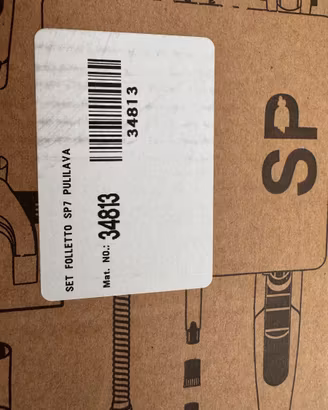 SET FOLLETTO SP7 PULILAVA
Mat. NO.: 34813
34813
SP